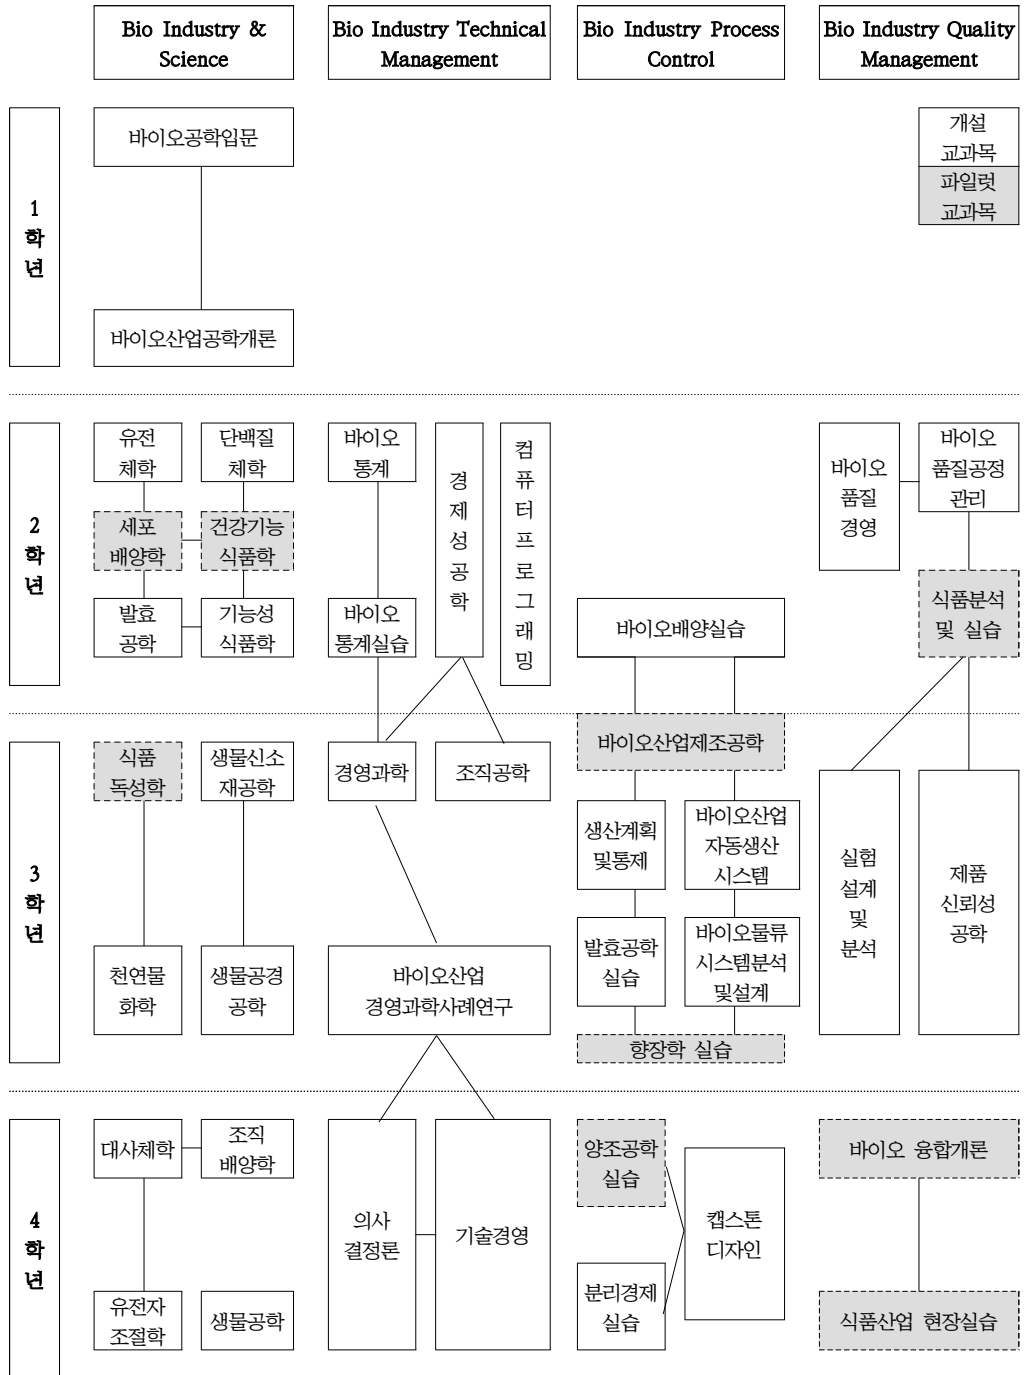 Bio Industry &
Science
Bio Industry Technical
Management
Bio Industry Process
Control
Bio Industry Quality
Management
1
학
년
바이오공학입문
바이오산업공학개론
개설
교과목
파일럿
교과목
2
학
년
유전
체학
단백질
체학
세포
배양학
건강기능
식품학
발효
공학
기능성
식품학
바이오
통계
바이오
통계실습
경
제
성
공
학
컴
퓨
터
프
로
그
래
밍
바이오배양실습
바이오
품질
경영
바이오
품질공정
관리
식품분석
및 실습
바이오산업제조공학
3
학
년
식품
독성학
생물신소
재공학
천연물
화학
생물공경
공학
경영과학
조직공학
바이오산업
경영과학사례연구
생산계획
및통제
바이오산업
자동생산
시스템
발효공학
실습
바이오물류
시스템분석
및설계
향장학 실습
실험
설계
및
분석
제품
신뢰성
공학
4
학
년
대사체학
조직
배양학
유전자
조절학
생물공학
의사
결정론
기술경영
양조공학
실습
분리경제
실습
캡스톤
디자인
바이오 융합개론
식품산업 현장실습